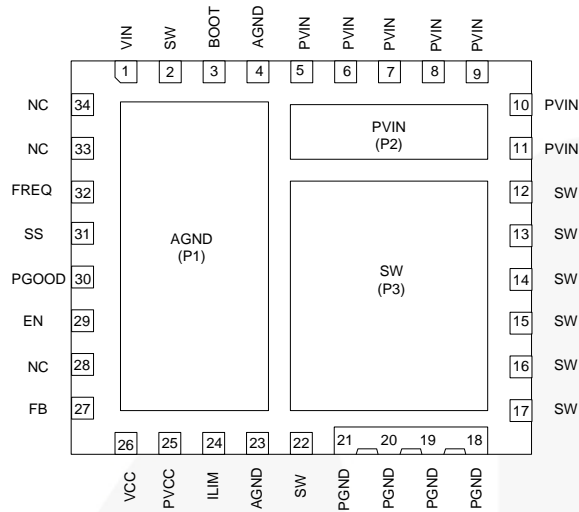 VIN SW BOOT AGND PVIN PVIN PVIN PVIN PVIN
1 2 3 4 5 6 7 8 9
NC 34 10 PVIN
NC 33 PVIN (P2) 11 PVIN
FREQ 32 12 SW
SS 31 13 SW
AGND
(P1)
SW
(P3)
PGOOD 30 14 SW
EN 29 15 SW
NC 28 16 SW
FB 27 17 SW
26 25 24 23 22 21 20 19 18
VCC PVCC ILIM AGND SW PGND PGND PGND PGND